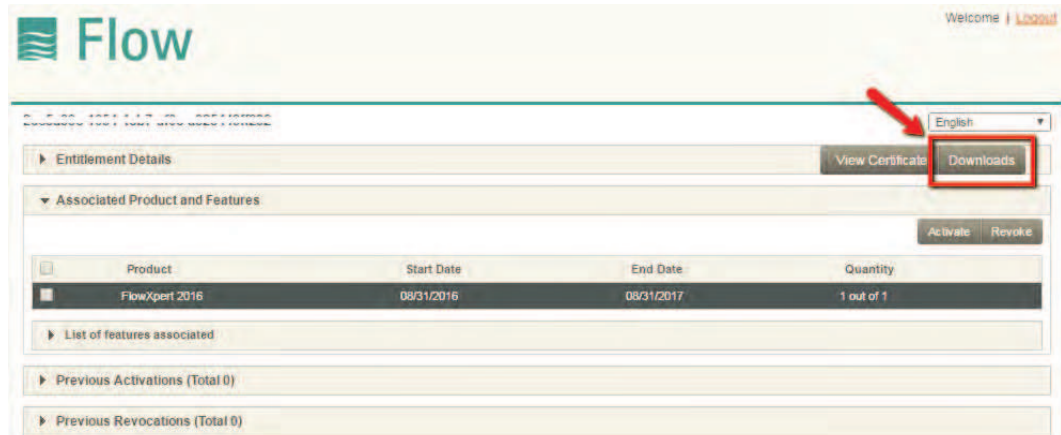 Welcome | Logout
Flow
English
Entitlement Details
View Certificate
Downloads
Associated Product and Features
Activate
Revoke
Product Start Date End Date Quantity
FlowXpert 2016 08/31/2016 08/31/2017 1 out of 1
List of features associated
Previous Activations (Total 0)
Previous Revocations (Total 0)